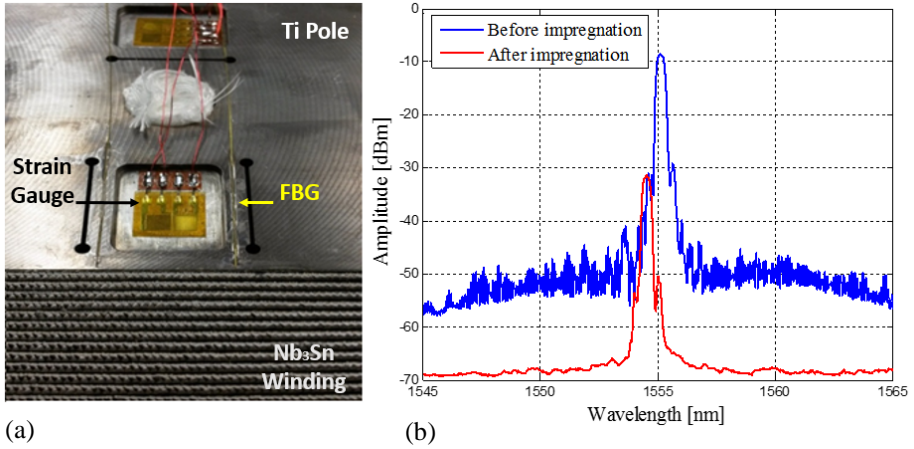 Ti Pole
Strain
Gauge
FBG
Nb₃Sn
Winding
(a)
Before impregnation
After impregnation
Amplitude [dBm]
0
-10
-20
-30
-40
-50
-60
-70
1545
1550
1555
1560
1565
Wavelength [nm]
(b)